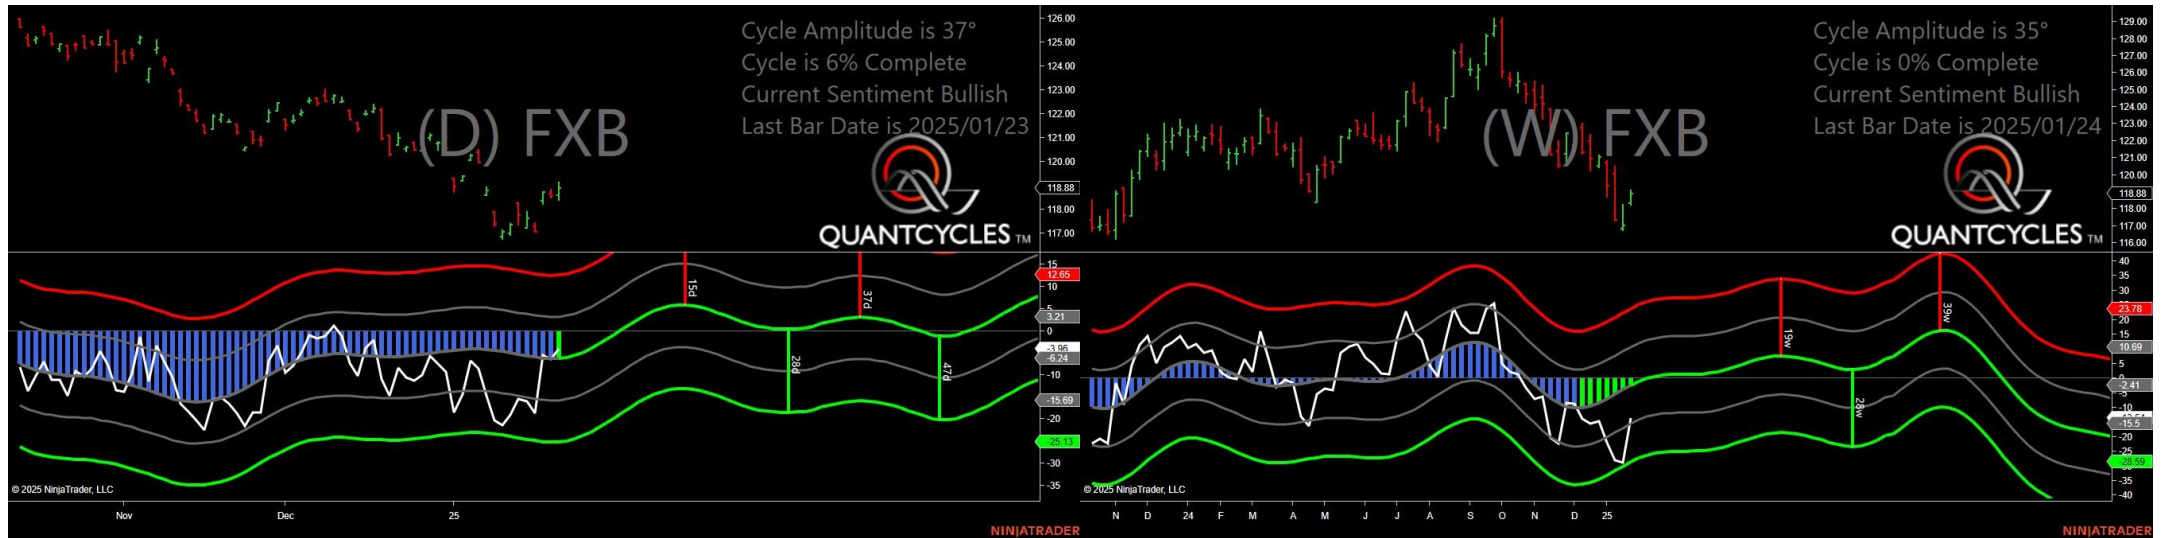 Cycle Amplitude is 37°
Cycle is 6% Complete
Current Sentiment Bullish
Last Bar Date is 2025/01/23
(D) FXB
QUANTCYCLES TM
126.00
125.00
124.00
123.00
122.00
121.00
120.00
118.88
118.00
117.00
15
12.65
10
5
3.21
0
-3.96
-6.24
-10
-15.69
-20
-25.13
-30
-35
15d
37d
28d
47d
© 2025 NinjaTrader, LLC
Nov
Dec
25
NINJATRADER
Cycle Amplitude is 35°
Cycle is 0% Complete
Current Sentiment Bullish
Last Bar Date is 2025/01/24
(W) FXB
QUANTCYCLES TM
129.00
128.00
127.00
126.00
125.00
124.00
123.00
122.00
121.00
120.00
118.88
118.00
117.00
116.00
40
35
30
23.78
20
15
10.69
5
0
-2.41
-5
-10
-15.5
-20
-25
-28.59
-35
-40
19w
39w
28w
© 2025 NinjaTrader, LLC
N D 24 F M A M J J A S O N D 25
NINJATRADER